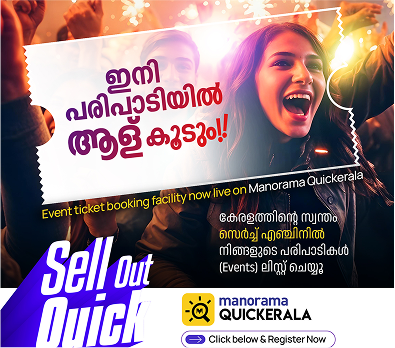 ഇനി
പരിപാടിയിൽ
ആള് കൂടും!!
Event ticket booking facility now live on Manorama Quickerala
കേരളത്തിന്റെ സ്വന്തം
സെർച്ച് എഞ്ചിനിൽ
നിങ്ങളുടെ പരിപാടികൾ
(Events) ലിസ്റ്റ് ചെയ്യൂ
Sell Out
Quick
manorama
QUICKERALA
Click below & Register Now